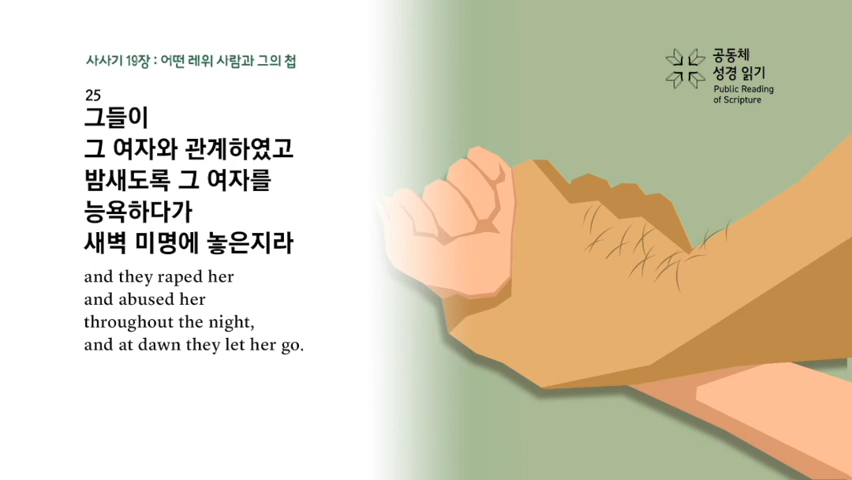 사사기 19장 : 어떤 레위 사람과 그의 첩
25
그들이
그 여자와 관계하였고
밤새도록 그 여자를
능욕하다가
새벽 미명에 놓은지라
and they raped her
and abused her
throughout the night,
and at dawn they let her go.
공동체
성경 읽기
Public Reading
of Scripture